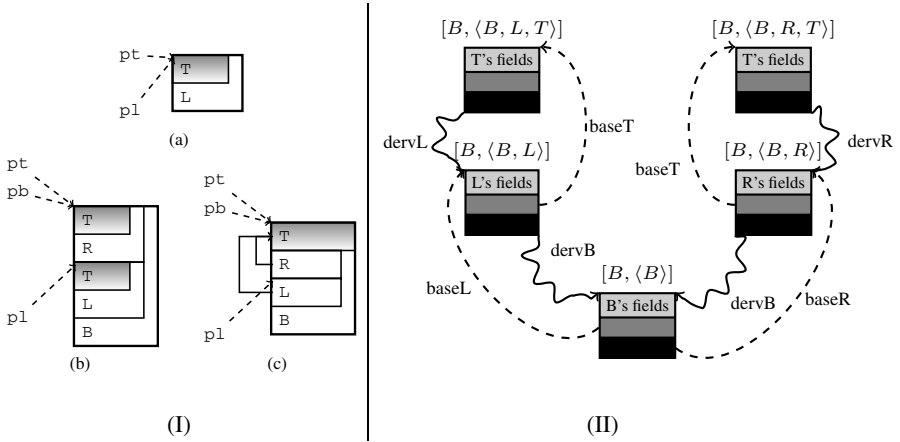 pt
T
L
pl
(a)
pt
pb
T
R
T
L
pl
B
(b)
pt
pb
T
R
L
pl
B
(c)
(I)
[B, ⟨B, L, T⟩]
[B, ⟨B, R, T⟩]
T's fields
T's fields
dervL
baseT
baseT
dervR
[B, ⟨B, L⟩]
[B, ⟨B, R⟩]
L's fields
R's fields
dervB
[B, ⟨B⟩]
dervB
baseL
baseR
B's fields
(II)